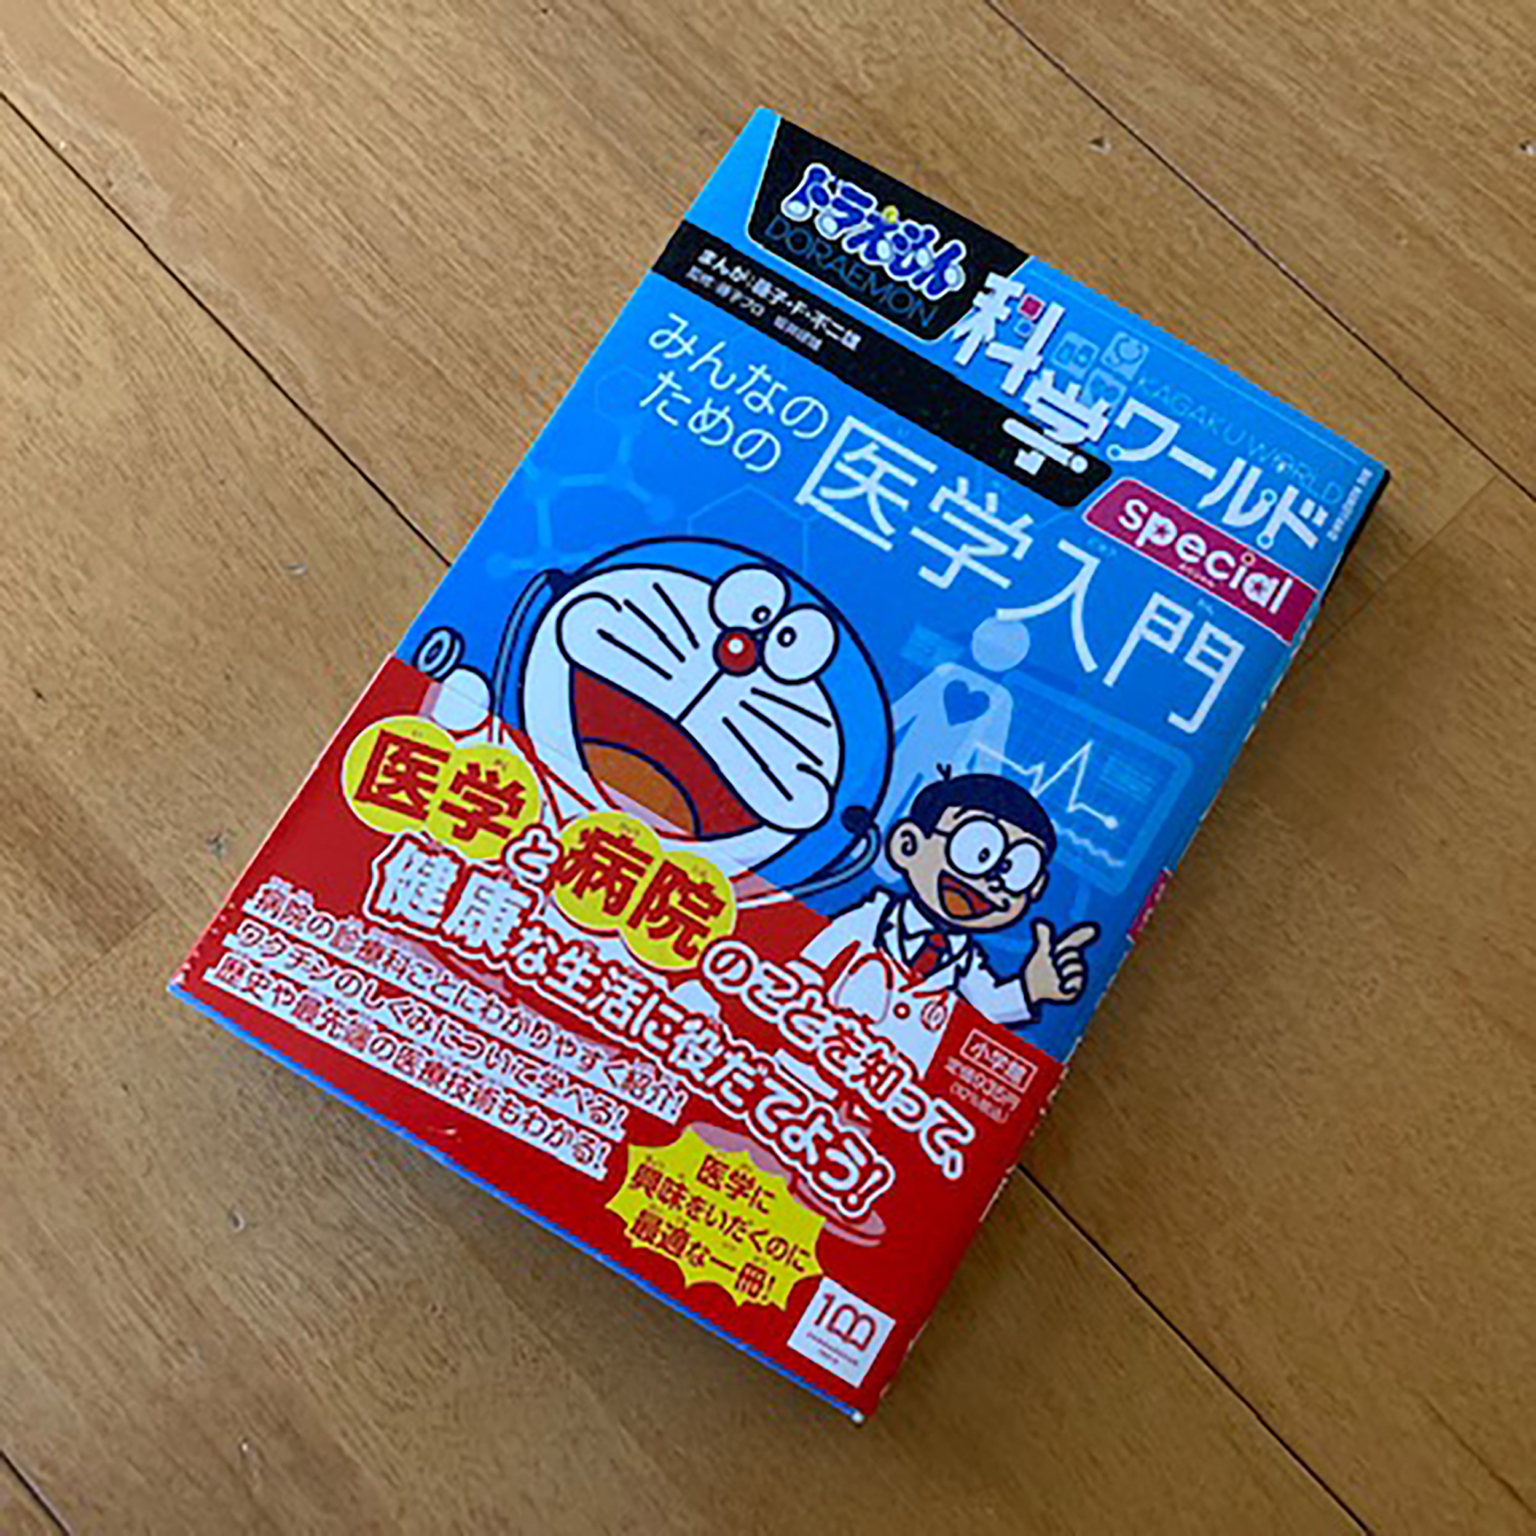 ドラえもん
DORAEMON
科学ワールド
KAGAKU WORLD
special
まんが:藤子・F・不二雄
みんなの
ための
医学入門
医学と病院のことを知って、
健康な生活に役だてよう!
病院の診療科ごとにわかりやすく紹介!
ワクチンのしくみについて学べる!
歴史や最先端の医療技術もわかる!
医学に
興味をいだくのに
最適な一冊!
小学館